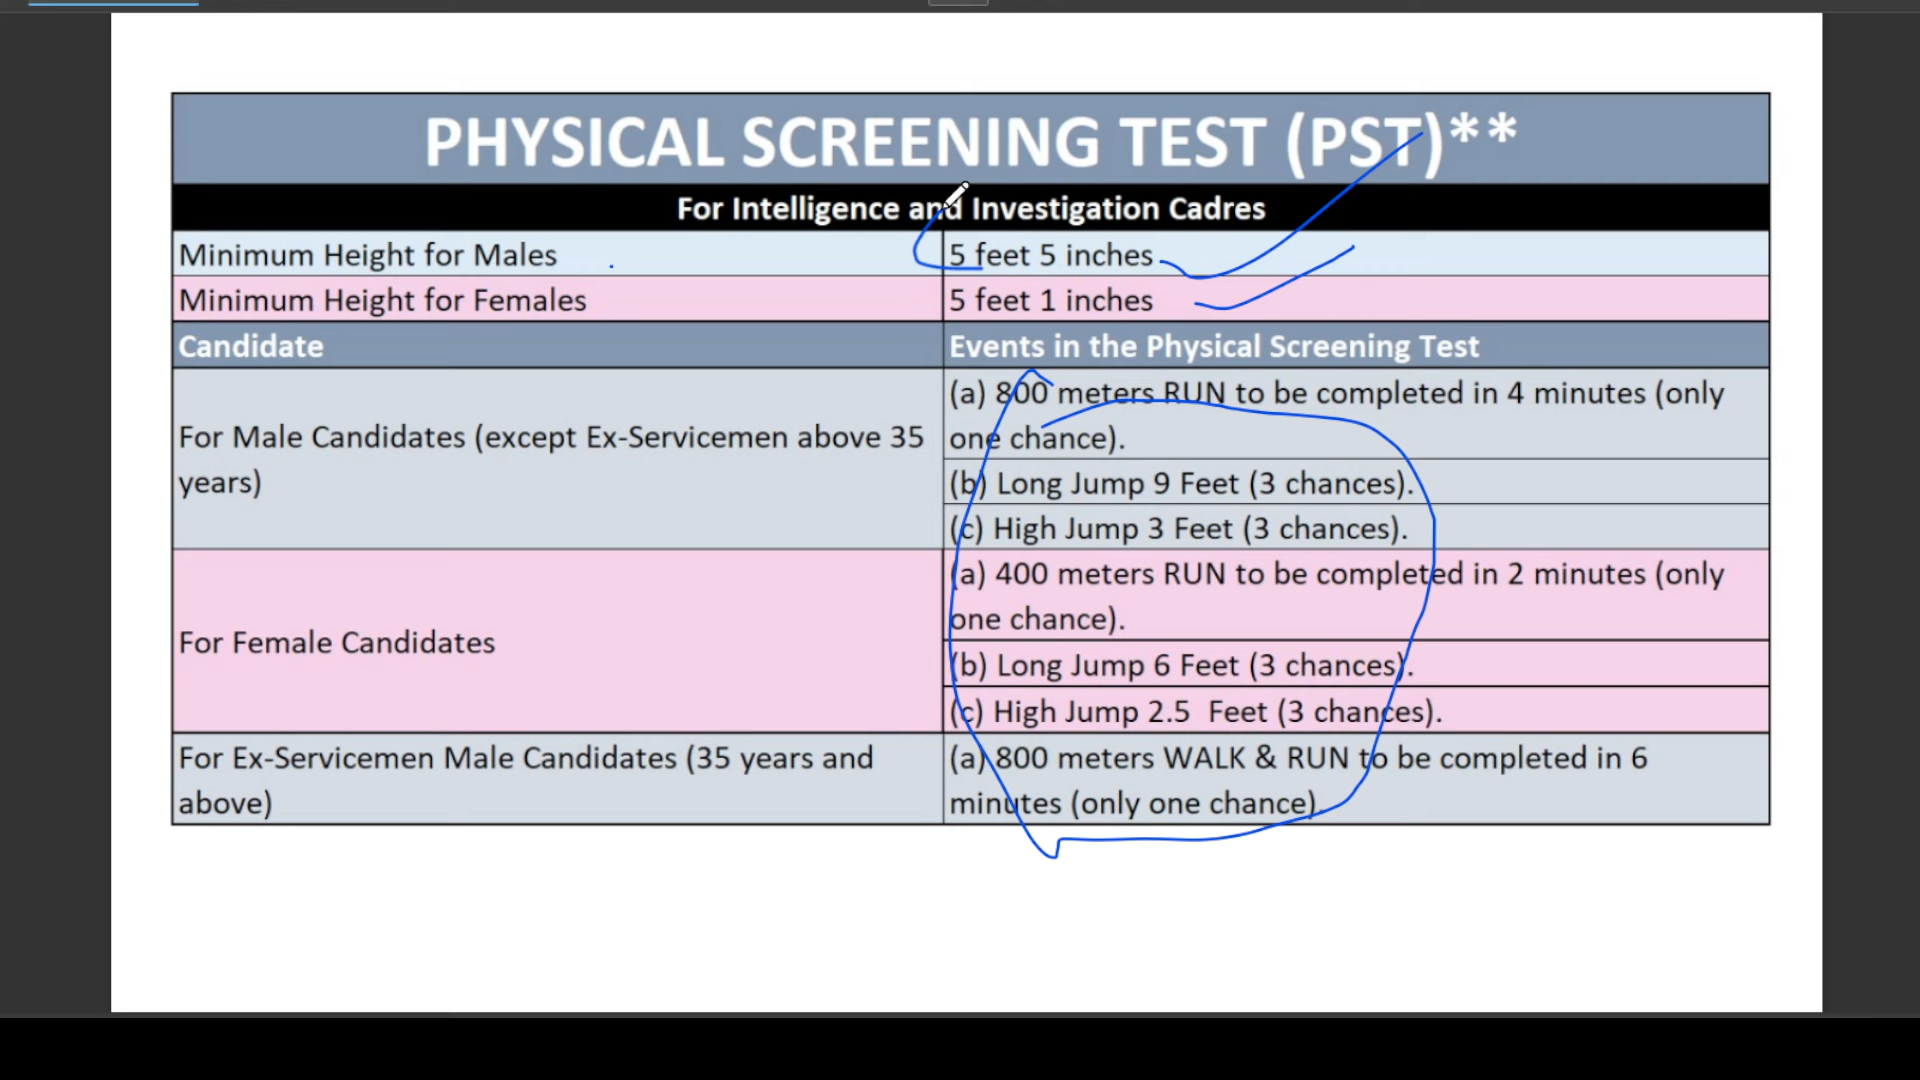 PHYSICAL SCREENING TEST (PST)**
For Intelligence and Investigation Cadres
Minimum Height for Males
5 feet 5 inches
Minimum Height for Females
5 feet 1 inches
Candidate
Events in the Physical Screening Test
For Male Candidates (except Ex-Servicemen above 35
years)
(a) 800 meters RUN to be completed in 4 minutes (only
one chance).
(b) Long Jump 9 Feet (3 chances).
(c) High Jump 3 Feet (3 chances).
For Female Candidates
(a) 400 meters RUN to be completed in 2 minutes (only
one chance).
(b) Long Jump 6 Feet (3 chances).
(c) High Jump 2.5  Feet (3 chances).
For Ex-Servicemen Male Candidates (35 years and
above)
(a) 800 meters WALK & RUN to be completed in 6
minutes (only one chance).